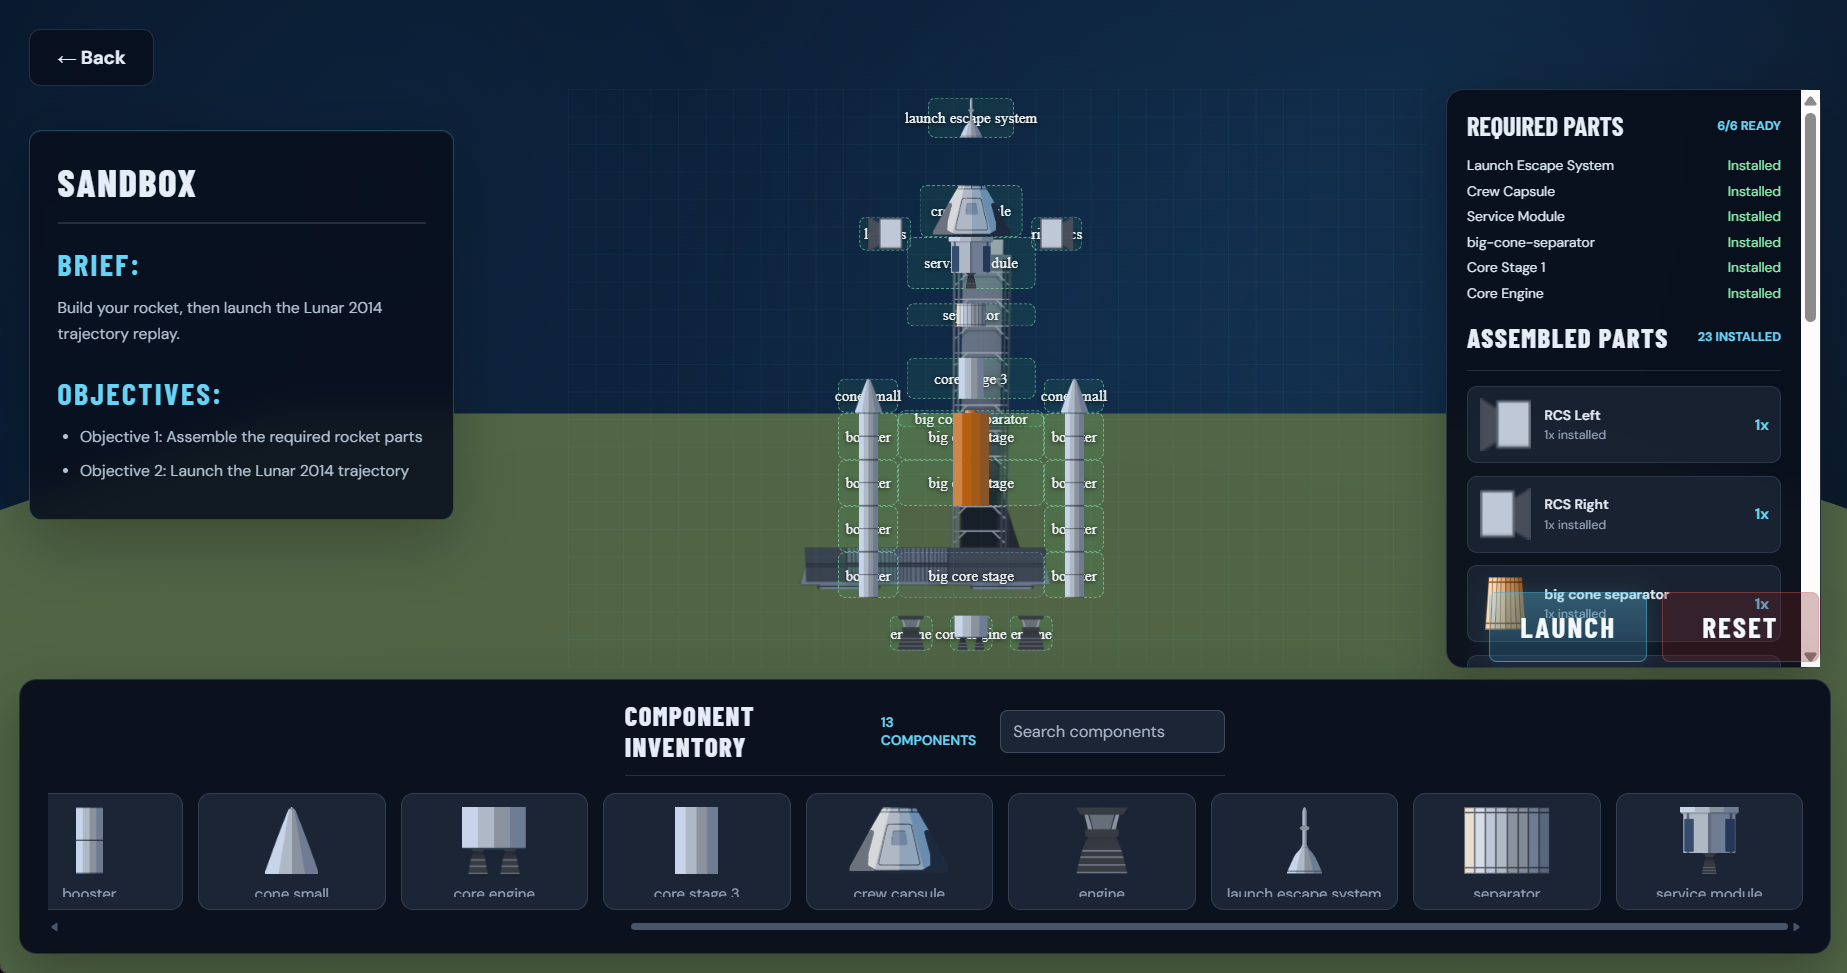 ← Back
SANDBOX
BRIEF:
Build your rocket, then launch the Lunar 2014
trajectory replay.
OBJECTIVES:
• Objective 1: Assemble the required rocket parts
• Objective 2: Launch the Lunar 2014 trajectory
launch escape system
core stage 3
big core stage
REQUIRED PARTS
6/6 READY
Launch Escape System
Installed
Crew Capsule
Installed
Service Module
Installed
big-cone-separator
Installed
Core Stage 1
Installed
Core Engine
Installed
ASSEMBLED PARTS
23 INSTALLED
RCS Left
1x installed
1x
RCS Right
1x installed
1x
big cone separator
1x installed
1x
LAUNCH
RESET
COMPONENT
INVENTORY
13
COMPONENTS
Search components
booster
cone small
core engine
core stage 3
crew capsule
engine
launch escape system
separator
service module